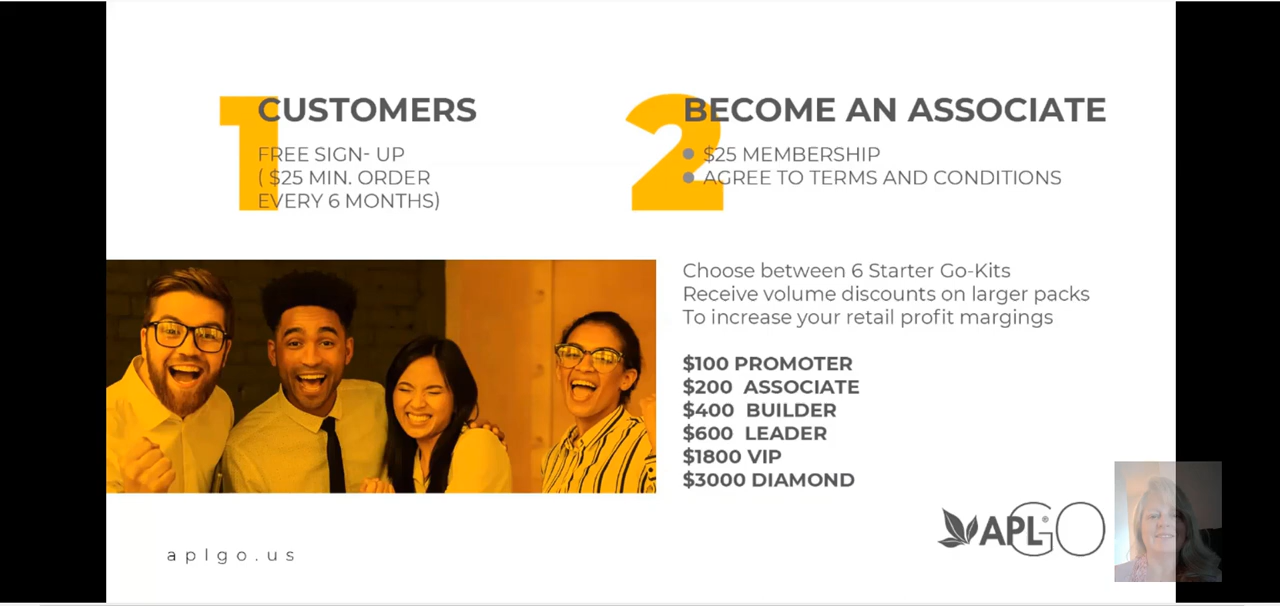 1
CUSTOMERS
FREE SIGN- UP
( $25 MIN. ORDER
EVERY 6 MONTHS)
2
BECOME AN ASSOCIATE
$25 MEMBERSHIP
AGREE TO TERMS AND CONDITIONS
Choose between 6 Starter Go-Kits
Receive volume discounts on larger packs
To increase your retail profit margings
$100 PROMOTER
$200 ASSOCIATE
$400 BUILDER
$600 LEADER
$1800 VIP
$3000 DIAMOND
aplgo.us
APL® GO